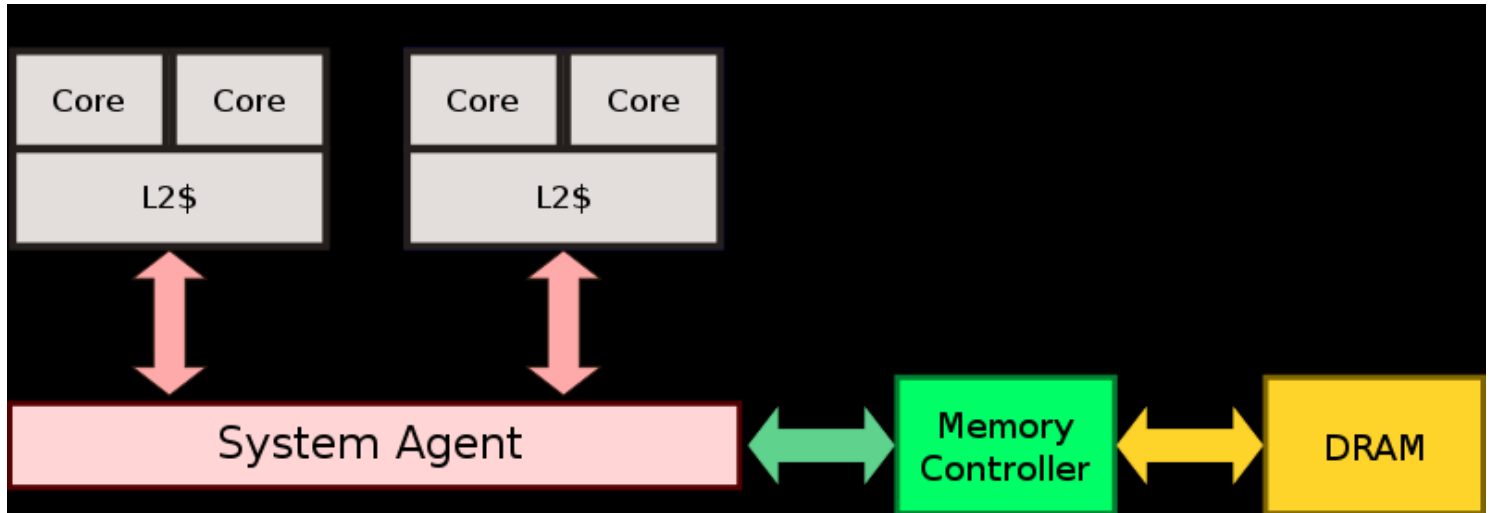 Core Core Core Core
L2$ L2$
System Agent
Memory
Controller
DRAM